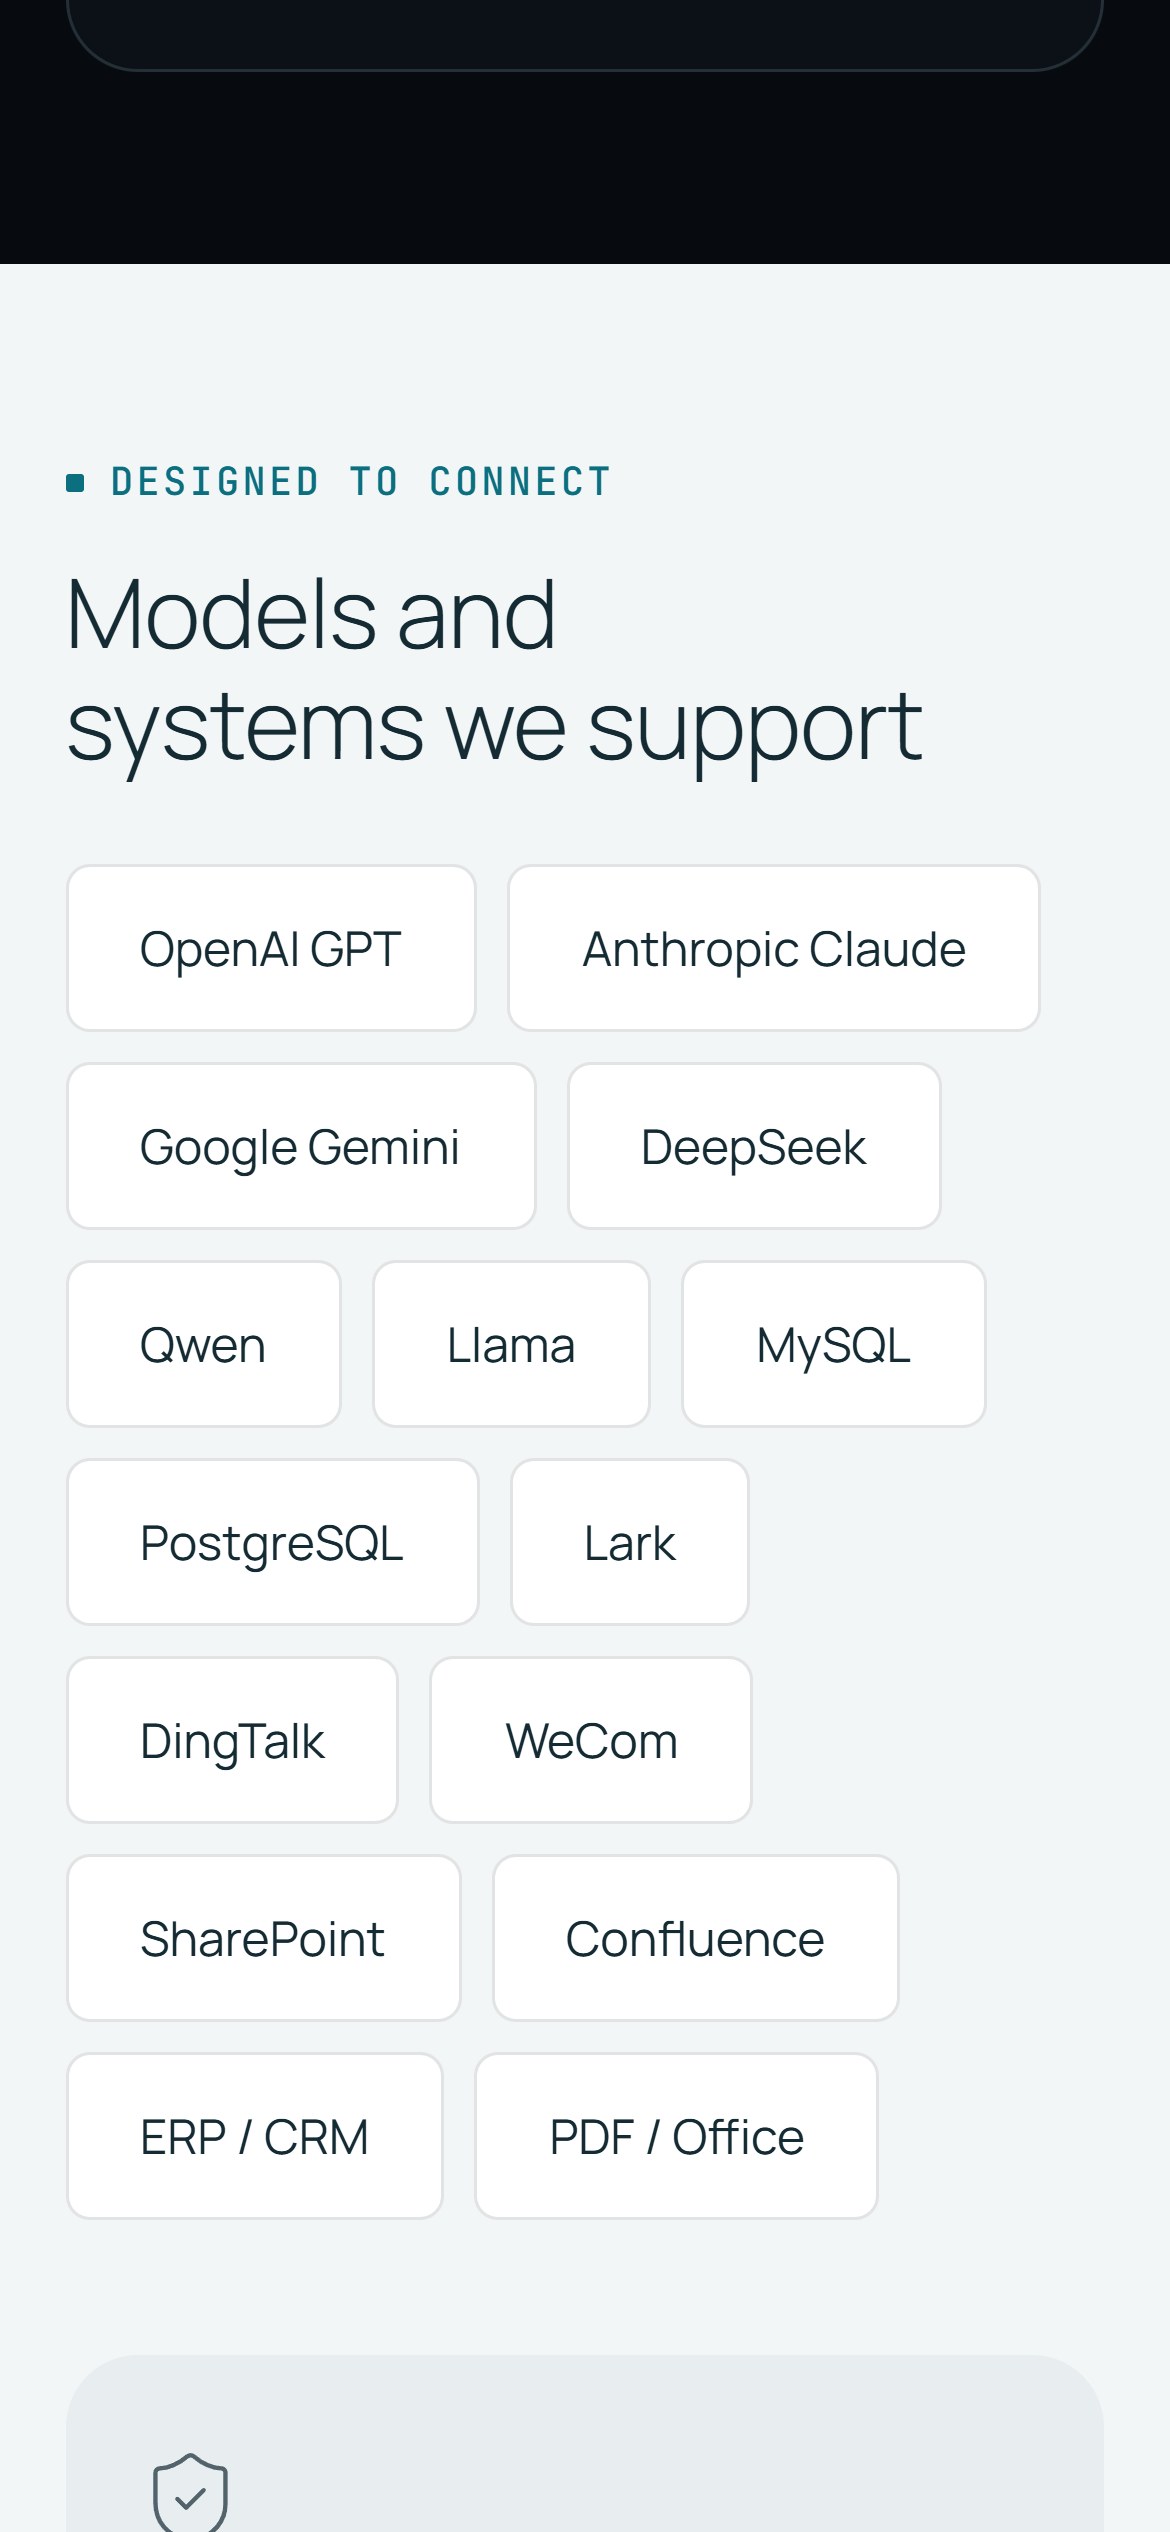 DESIGNED TO CONNECT
Models and
systems we support
OpenAI GPT
Anthropic Claude
Google Gemini
DeepSeek
Qwen
Llama
MySQL
PostgreSQL
Lark
DingTalk
WeCom
SharePoint
Confluence
ERP / CRM
PDF / Office